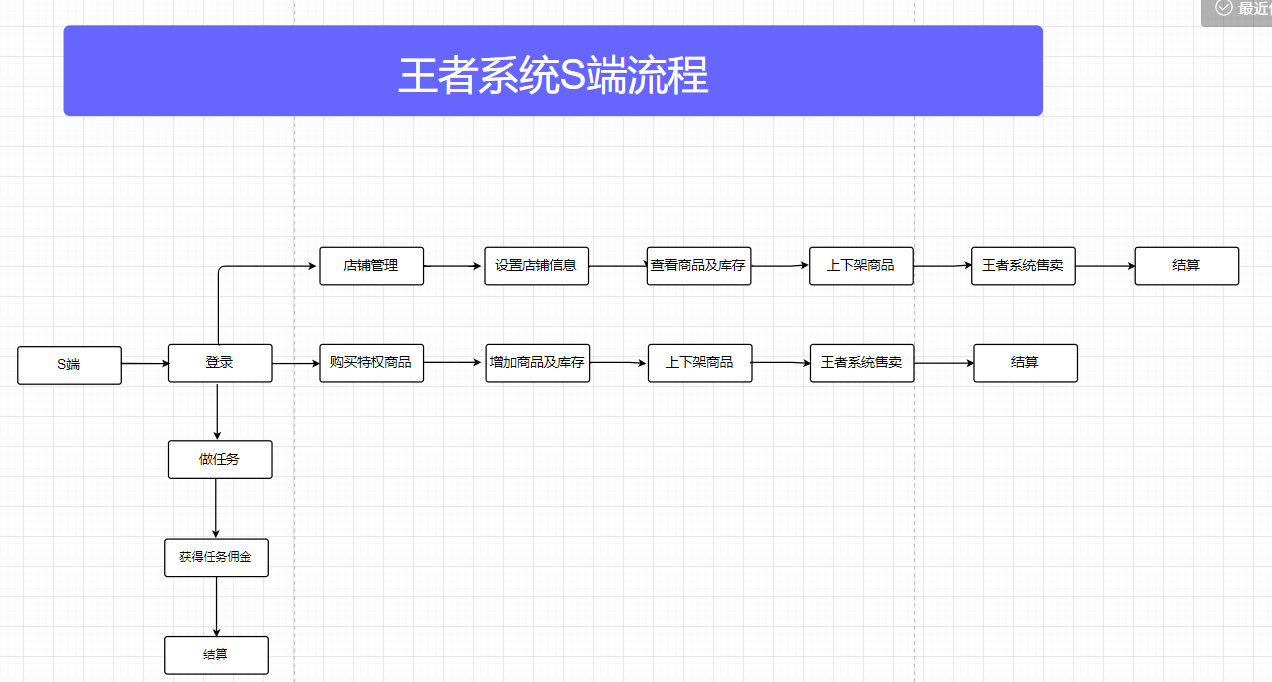 最近
王者系统S端流程
店铺管理
设置店铺信息
查看商品及库存
上下架商品
王者系统售卖
结算
S端
登录
购买特权商品
增加商品及库存
上下架商品
王者系统售卖
结算
做任务
获得任务佣金
结算